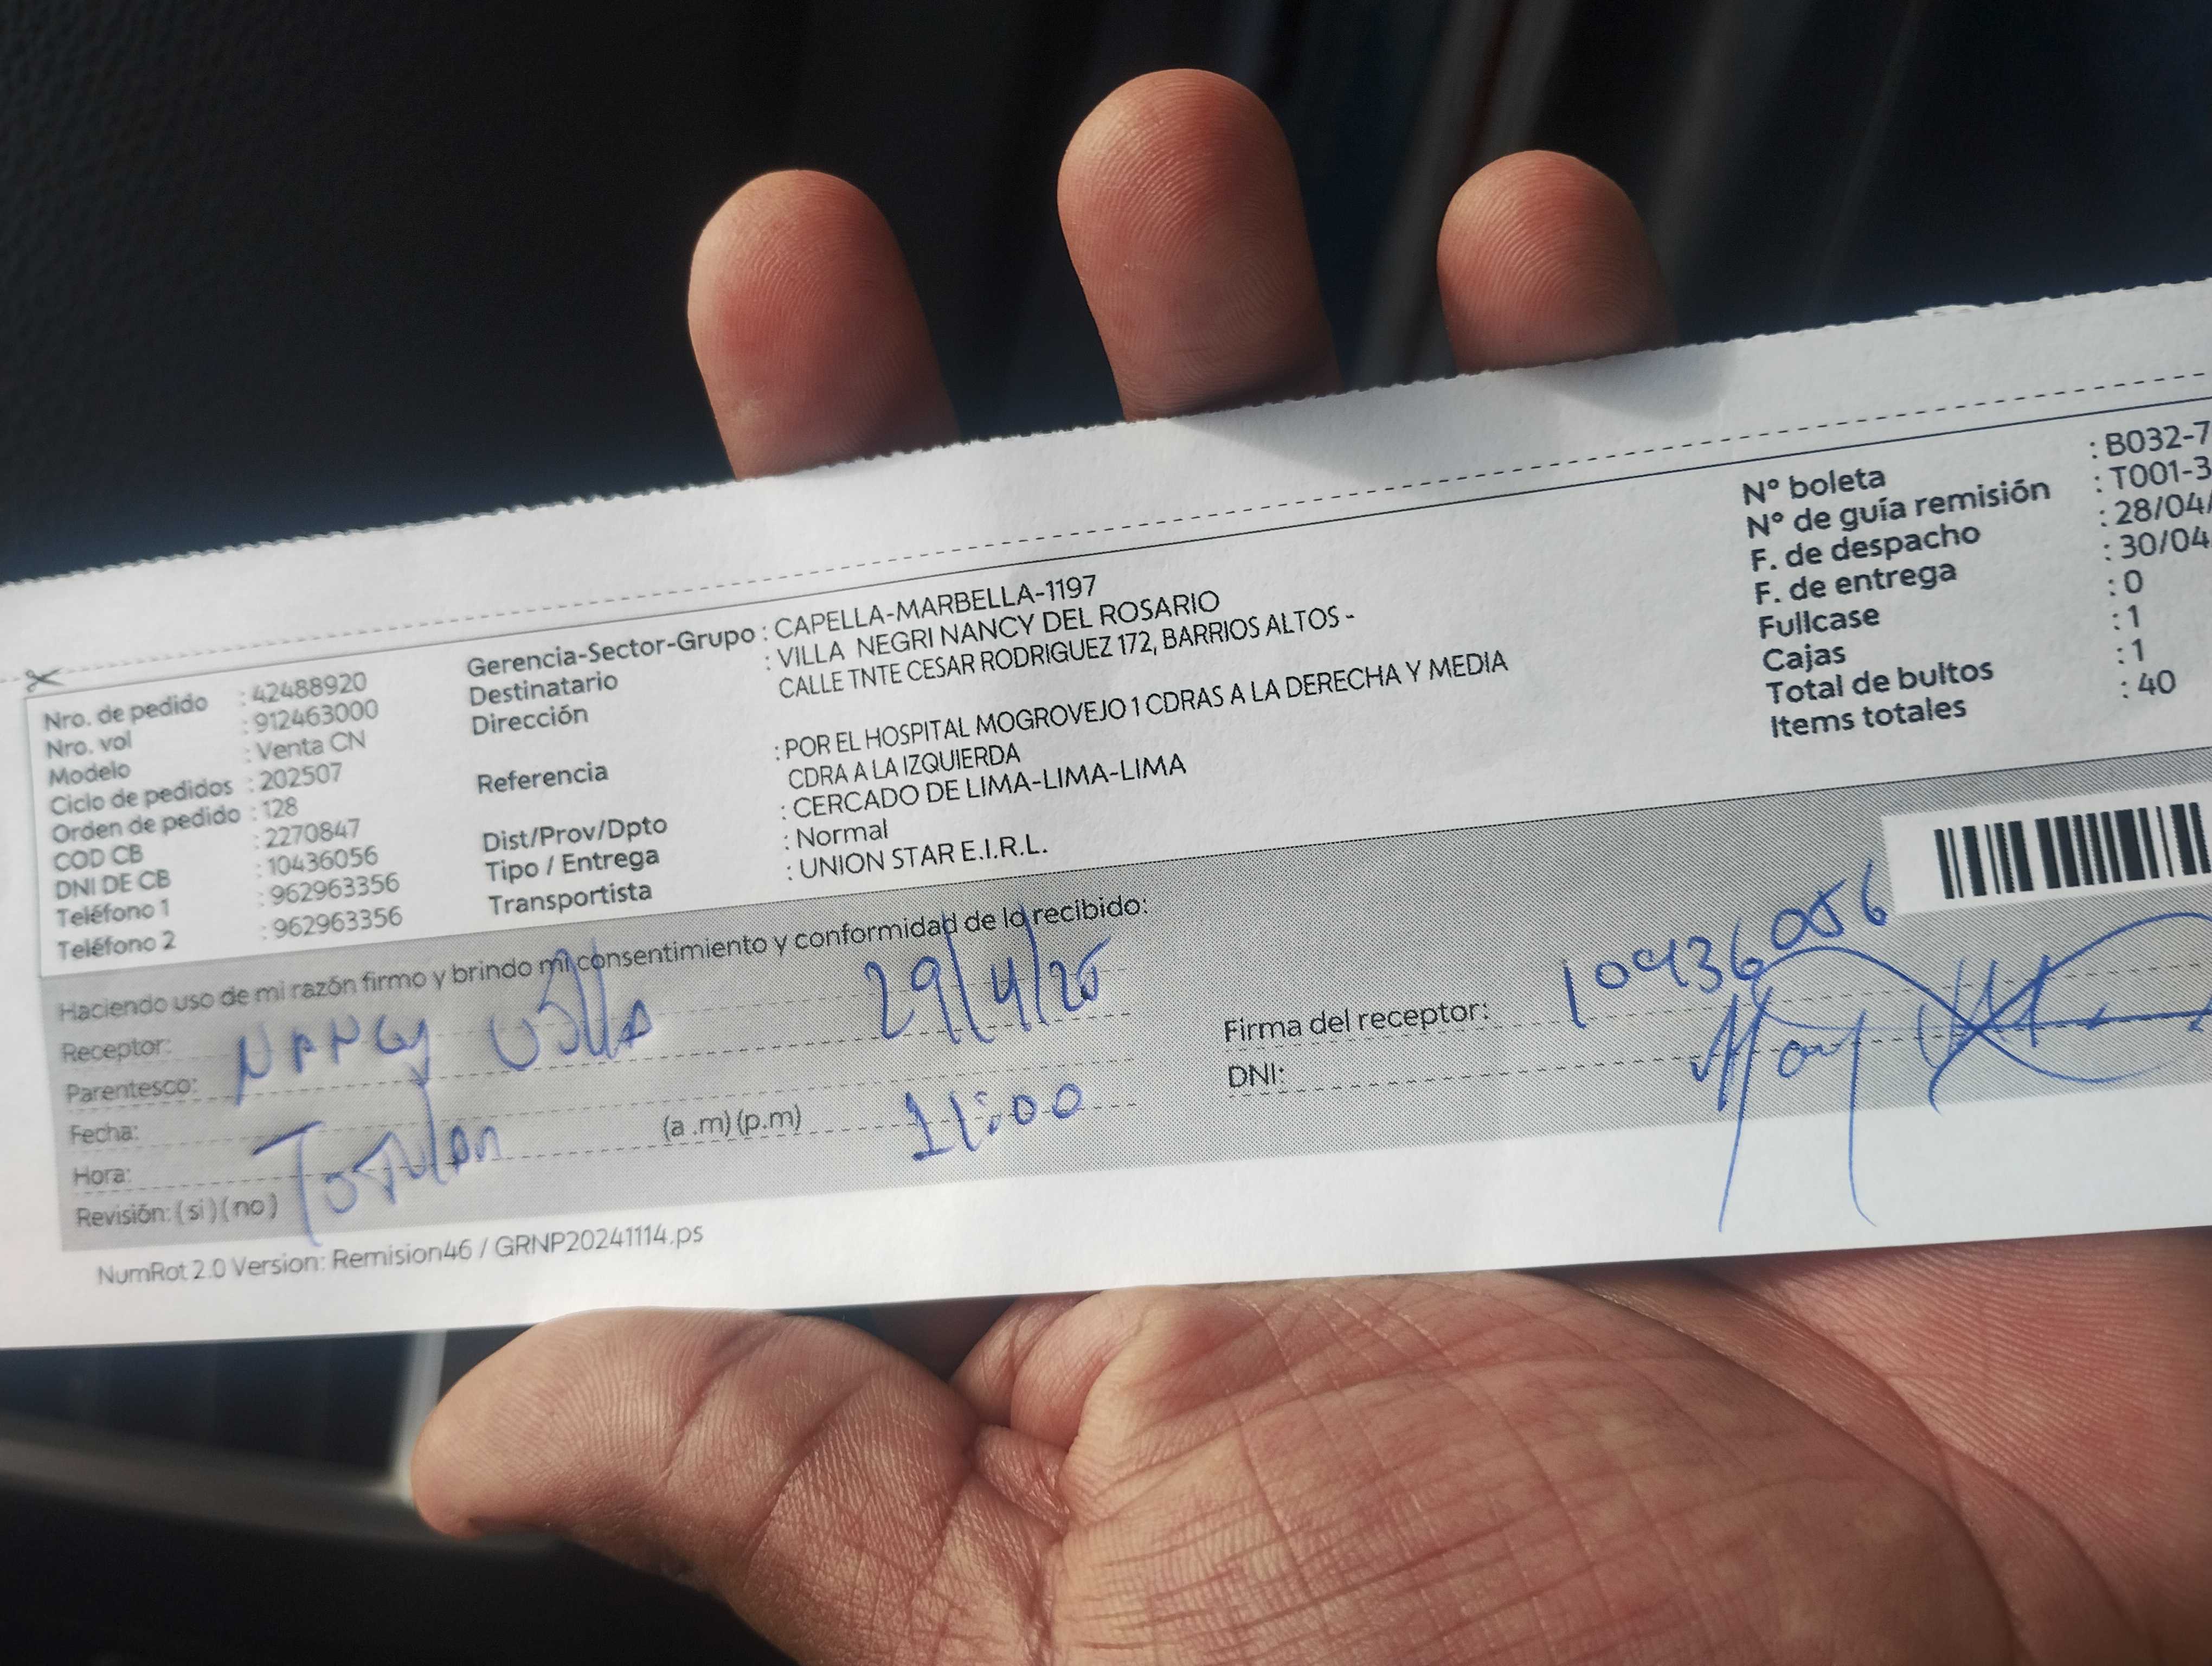 Nro. de pedido : 42488920
Nro. vol : 912463000
Modelo : Venta CN
Ciclo de pedidos : 202507
Orden de pedido : 128
COD CB : 2270847
DNI DE CB : 10436056
Teléfono 1 : 962963356
Teléfono 2 : 962963356
Gerencia-Sector-Grupo : CAPELLA-MARBELLA-1197
Destinatario : VILLA NEGRI NANCY DEL ROSARIO
Dirección CALLE TNTE CESAR RODRIGUEZ 172, BARRIOS ALTOS -
Referencia : POR EL HOSPITAL MOGROVEJO 1 CDRAS A LA DERECHA Y MEDIA
CDRA A LA IZQUIERDA
Dist/Prov/Dpto : CERCADO DE LIMA-LIMA-LIMA
Tipo / Entrega : Normal
Transportista : UNION STAR E.I.R.L.
N° boleta : B032-7
N° de guía remisión : T001-3
F. de despacho : 28/04/
F. de entrega : 30/04
Fullcase : 0
Cajas : 1
Total de bultos : 1
Items totales : 40
Haciendo uso de mi razón firmo y brindo mi consentimiento y conformidad de lo recibido:
Receptor: NANCY Villa 29/4/25
Parentesco:
Fecha:
Hora: (a .m) (p.m) 11:00
Revisión: (si) (no) Titular
Firma del receptor: 10436056
DNI:
NumRot 2.0 Version: Remision46 / GRNP20241114.ps